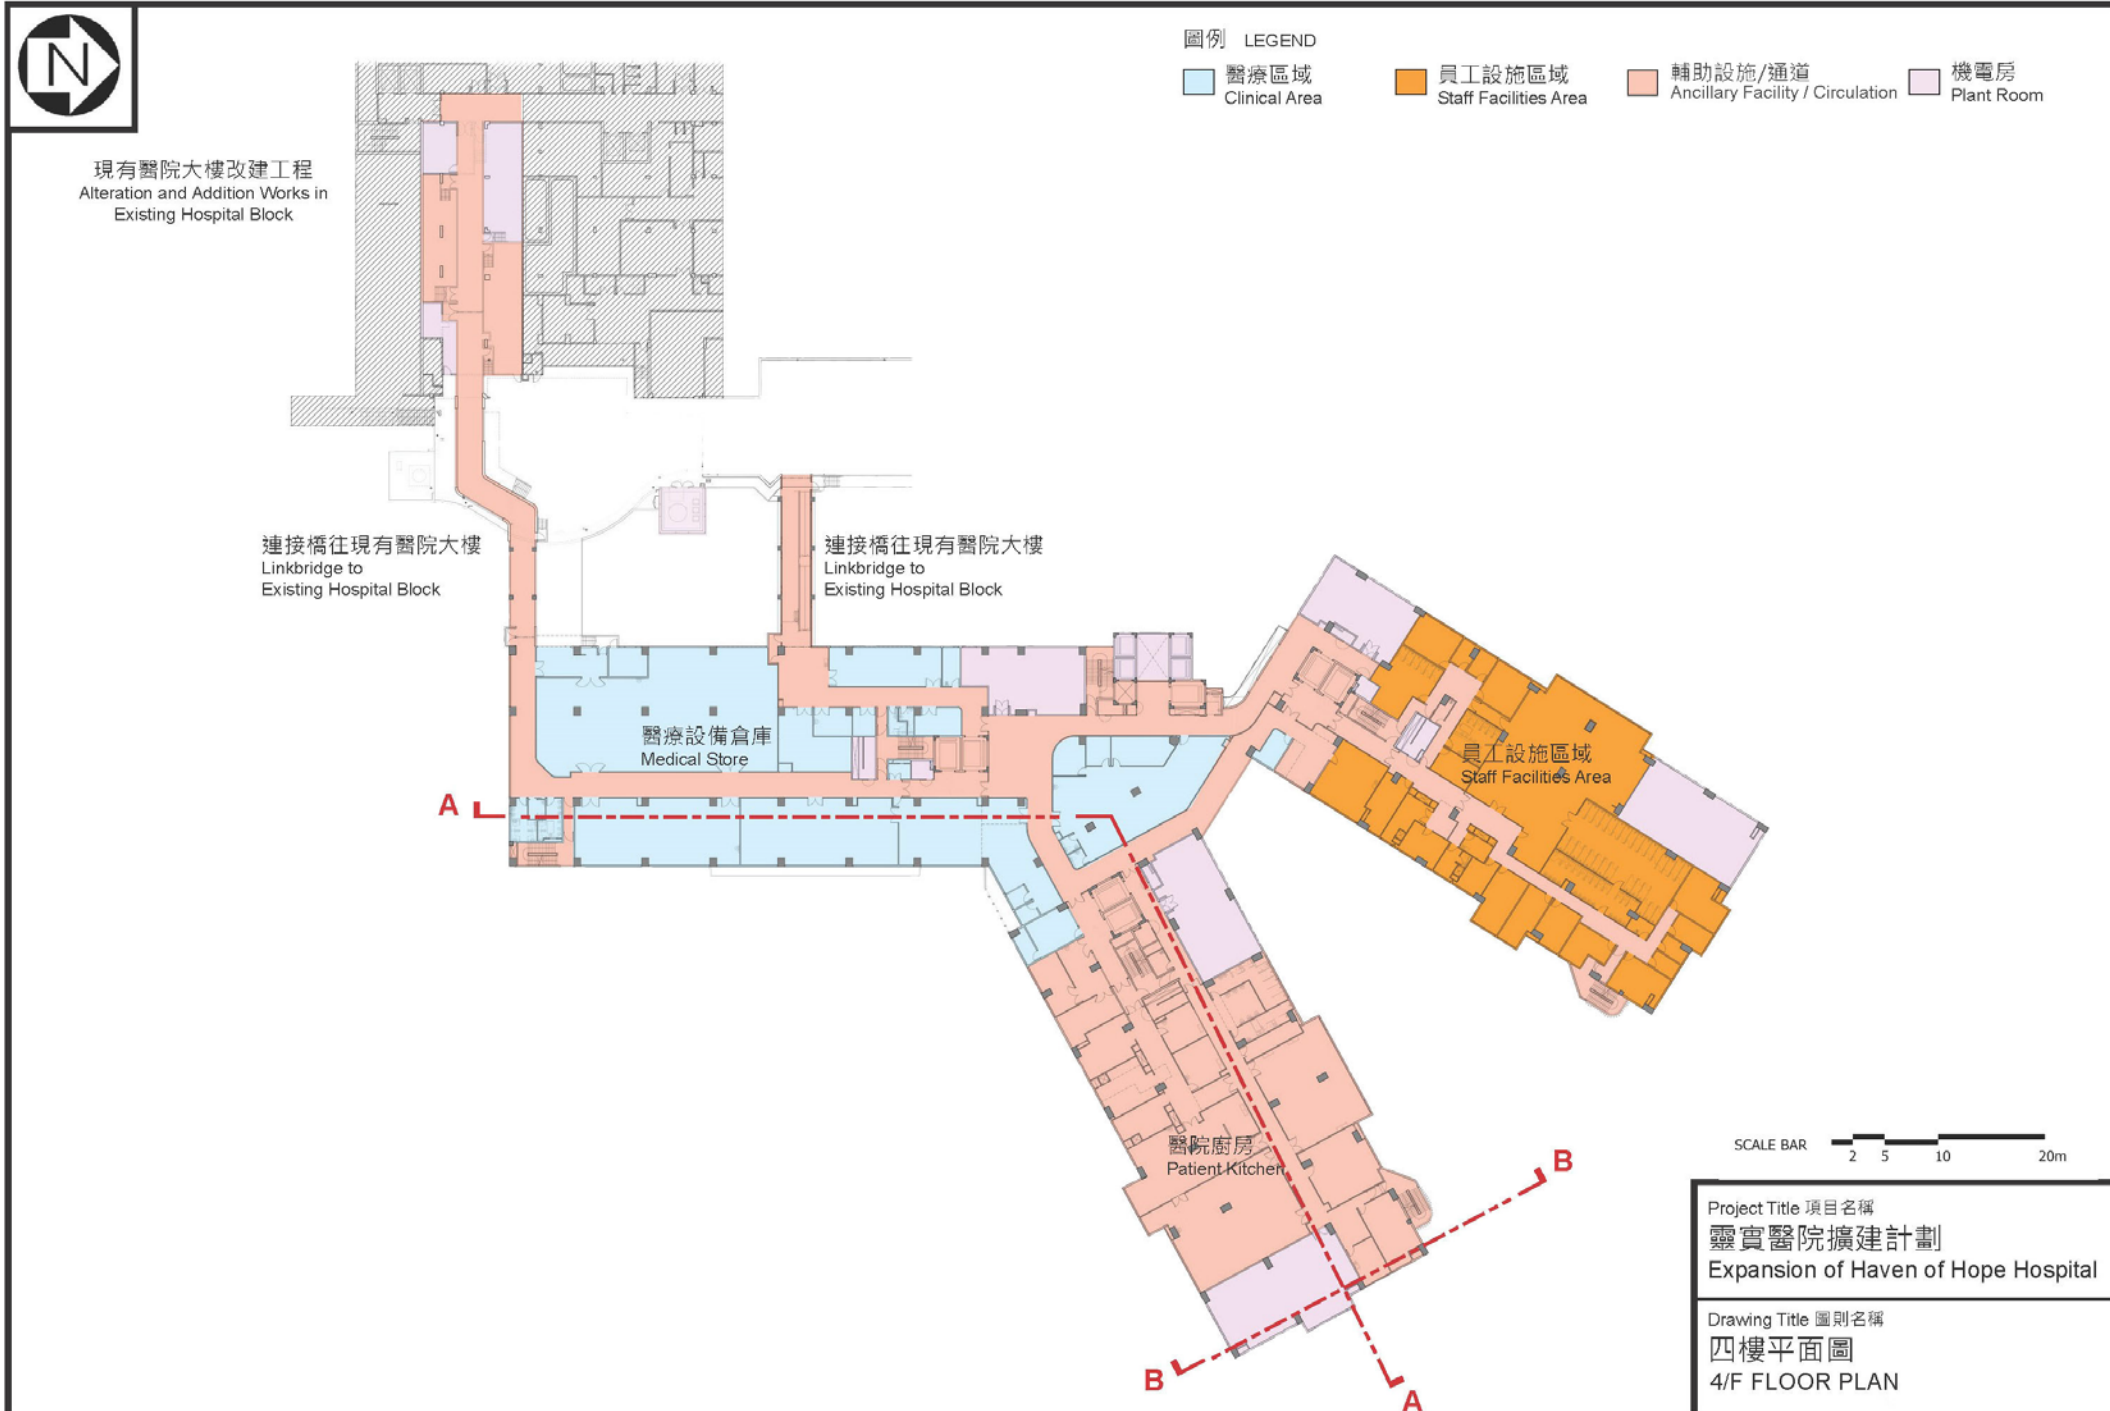 N
圖例 LEGEND
醫療區域
Clinical Area
員工設施區域
Staff Facilities Area
輔助設施/通道
Ancillary Facility / Circulation
機電房
Plant Room
現有醫院大樓改建工程
Alteration and Addition Works in
Existing Hospital Block
連接橋往現有醫院大樓
Linkbridge to
Existing Hospital Block
連接橋往現有醫院大樓
Linkbridge to
Existing Hospital Block
醫療設備倉庫
Medical Store
員工設施區域
Staff Facilities Area
A
醫院廚房
Patient Kitchen
B
B
A
SCALE BAR
2 5 10 20m
Project Title 項目名稱
靈實醫院擴建計劃
Expansion of Haven of Hope Hospital
Drawing Title 圖則名稱
四樓平面圖
4/F FLOOR PLAN